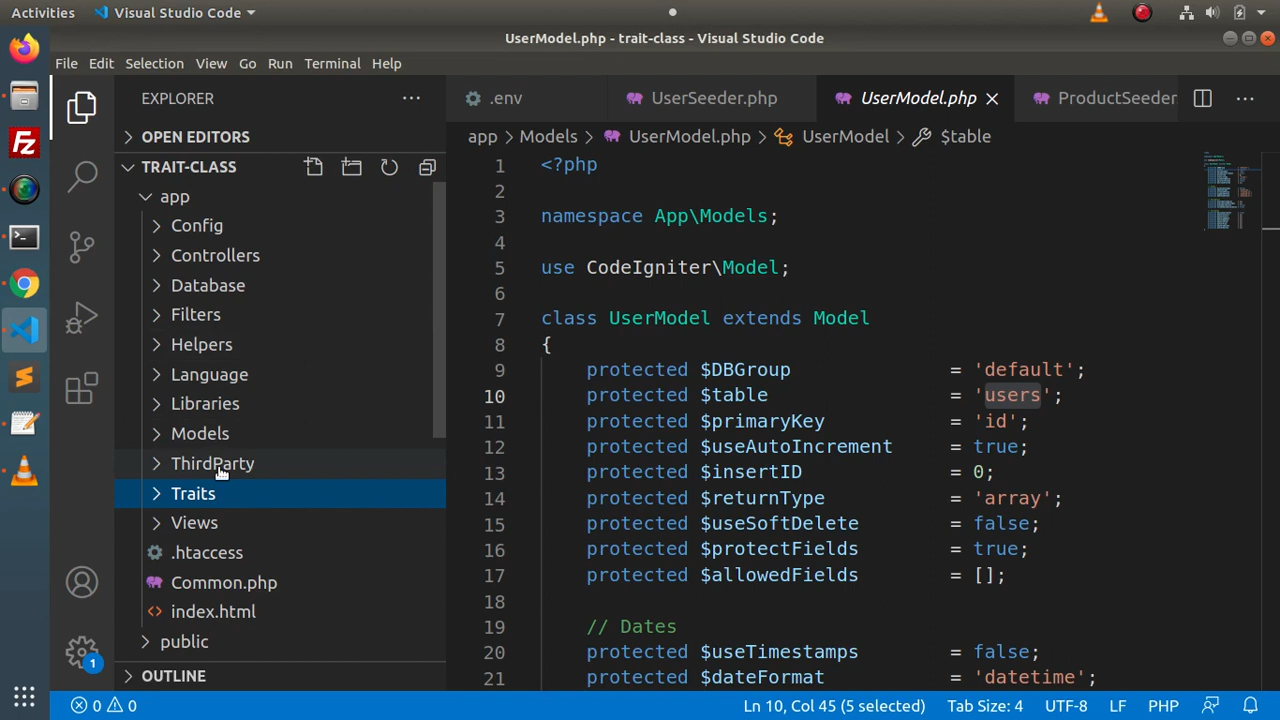 Activities Visual Studio Code
UserModel.php - trait-class - Visual Studio Code
File Edit Selection View Go Run Terminal Help
EXPLORER
.env UserSeeder.php UserModel.php ProductSeeder.
OPEN EDITORS
app > Models > UserModel.php > UserModel > $table
TRAIT-CLASS
app
Config
Controllers
Database
Filters
Helpers
Language
Libraries
Models
ThirdParty
Traits
Views
.htaccess
Common.php
index.html
public
OUTLINE
1 <?php
2
3 namespace App\Models;
4
5 use CodeIgniter\Model;
6
7 class UserModel extends Model
8 {
9 protected $DBGroup = 'default';
10 protected $table = 'users';
11 protected $primaryKey = 'id';
12 protected $useAutoIncrement = true;
13 protected $insertID = 0;
14 protected $returnType = 'array';
15 protected $useSoftDelete = false;
16 protected $protectFields = true;
17 protected $allowedFields = [];
18
19 // Dates
20 protected $useTimestamps = false;
21 protected $dateFormat = 'datetime';
1
0 0 Ln 10, Col 45 (5 selected) Tab Size: 4 UTF-8 LF PHP